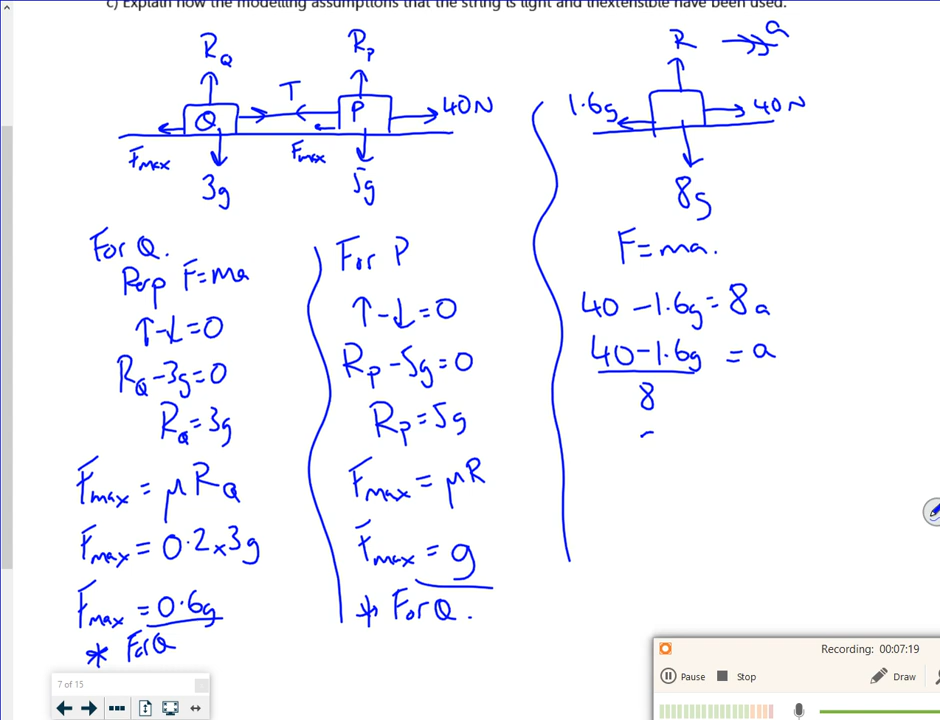 c) Explain how the modelling assumptions that the string is light and inextensible have been used.
R_Q
R_P
T
Q
P
40N
F_max
F_max
3g
5g
R
a
1.6g
40N
8g
For Q.
Perp F=ma
↑-↓=0
R_Q-3g=0
R_Q=3g
F_max = μR_Q
F_max = 0.2×3g
F_max = 0.6g
* For Q
For P
↑-↓=0
R_P-5g=0
R_P=5g
F_max = μR
F_max = g
* For Q.
F=ma.
40-1.6g=8a
40-1.6g = a
8
Recording: 00:07:19
Pause Stop Draw
7 of 15